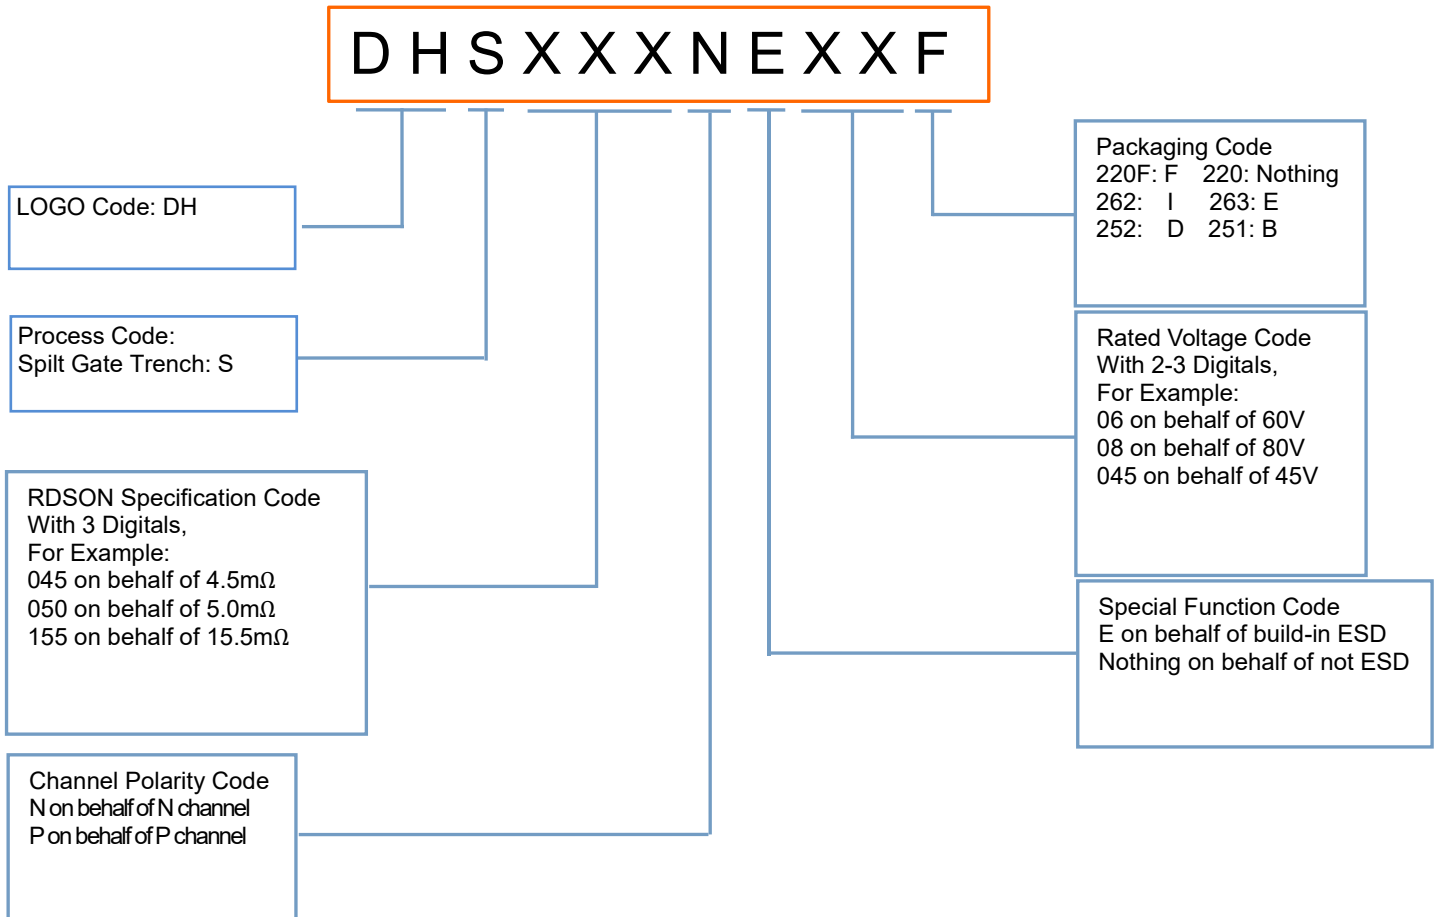 D H S X X X N E X X F
LOGO Code: DH
Process Code:
Spilt Gate Trench: S
RDSON Specification Code
With 3 Digitals,
For Example:
045 on behalf of 4.5mΩ
050 on behalf of 5.0mΩ
155 on behalf of 15.5mΩ
Channel Polarity Code
N on behalf of N channel
P on behalf of P channel
Packaging Code
220F: F 220: Nothing
262: I 263: E
252: D 251: B
Rated Voltage Code
With 2-3 Digitals,
For Example:
06 on behalf of 60V
08 on behalf of 80V
045 on behalf of 45V
Special Function Code
E on behalf of build-in ESD
Nothing on behalf of not ESD